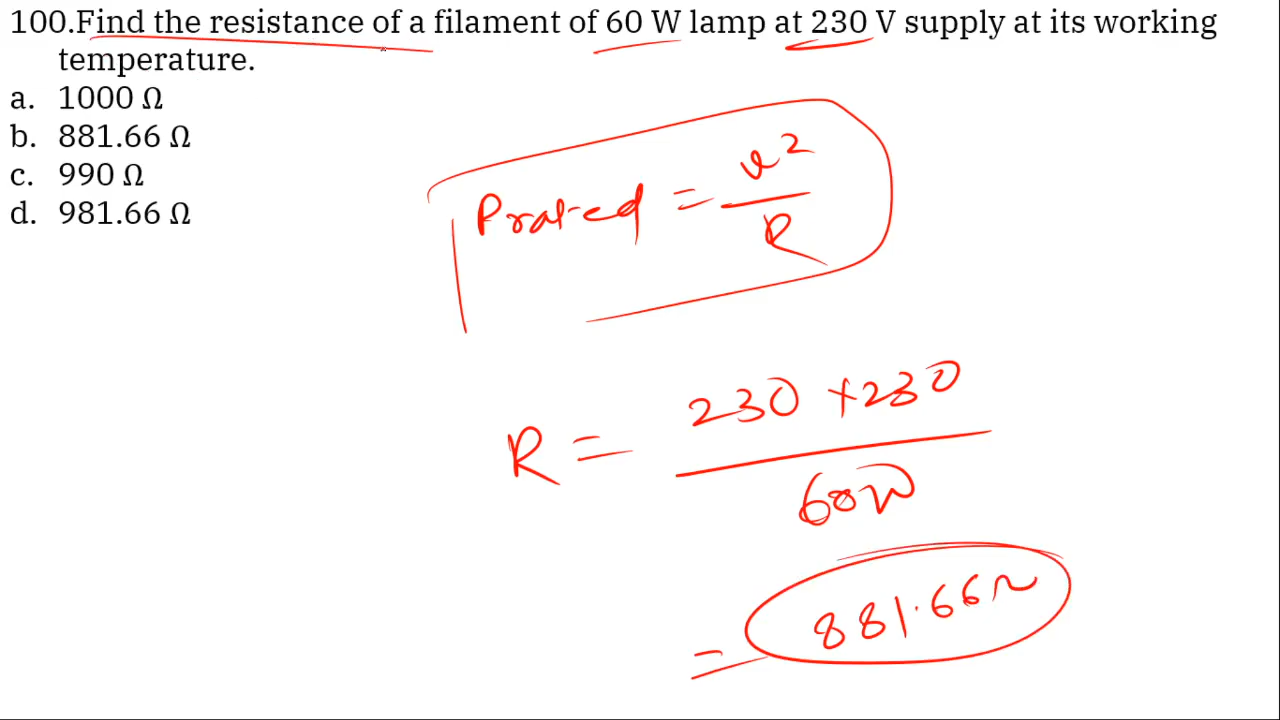 100.Find the resistance of a filament of 60 W lamp at 230 V supply at its working
temperature.
a. 1000 Ω
b. 881.66 Ω
c. 990 Ω
d. 981.66 Ω
Prated = v²/R
R = 230 × 230 / 60W
= 881.66 Ω